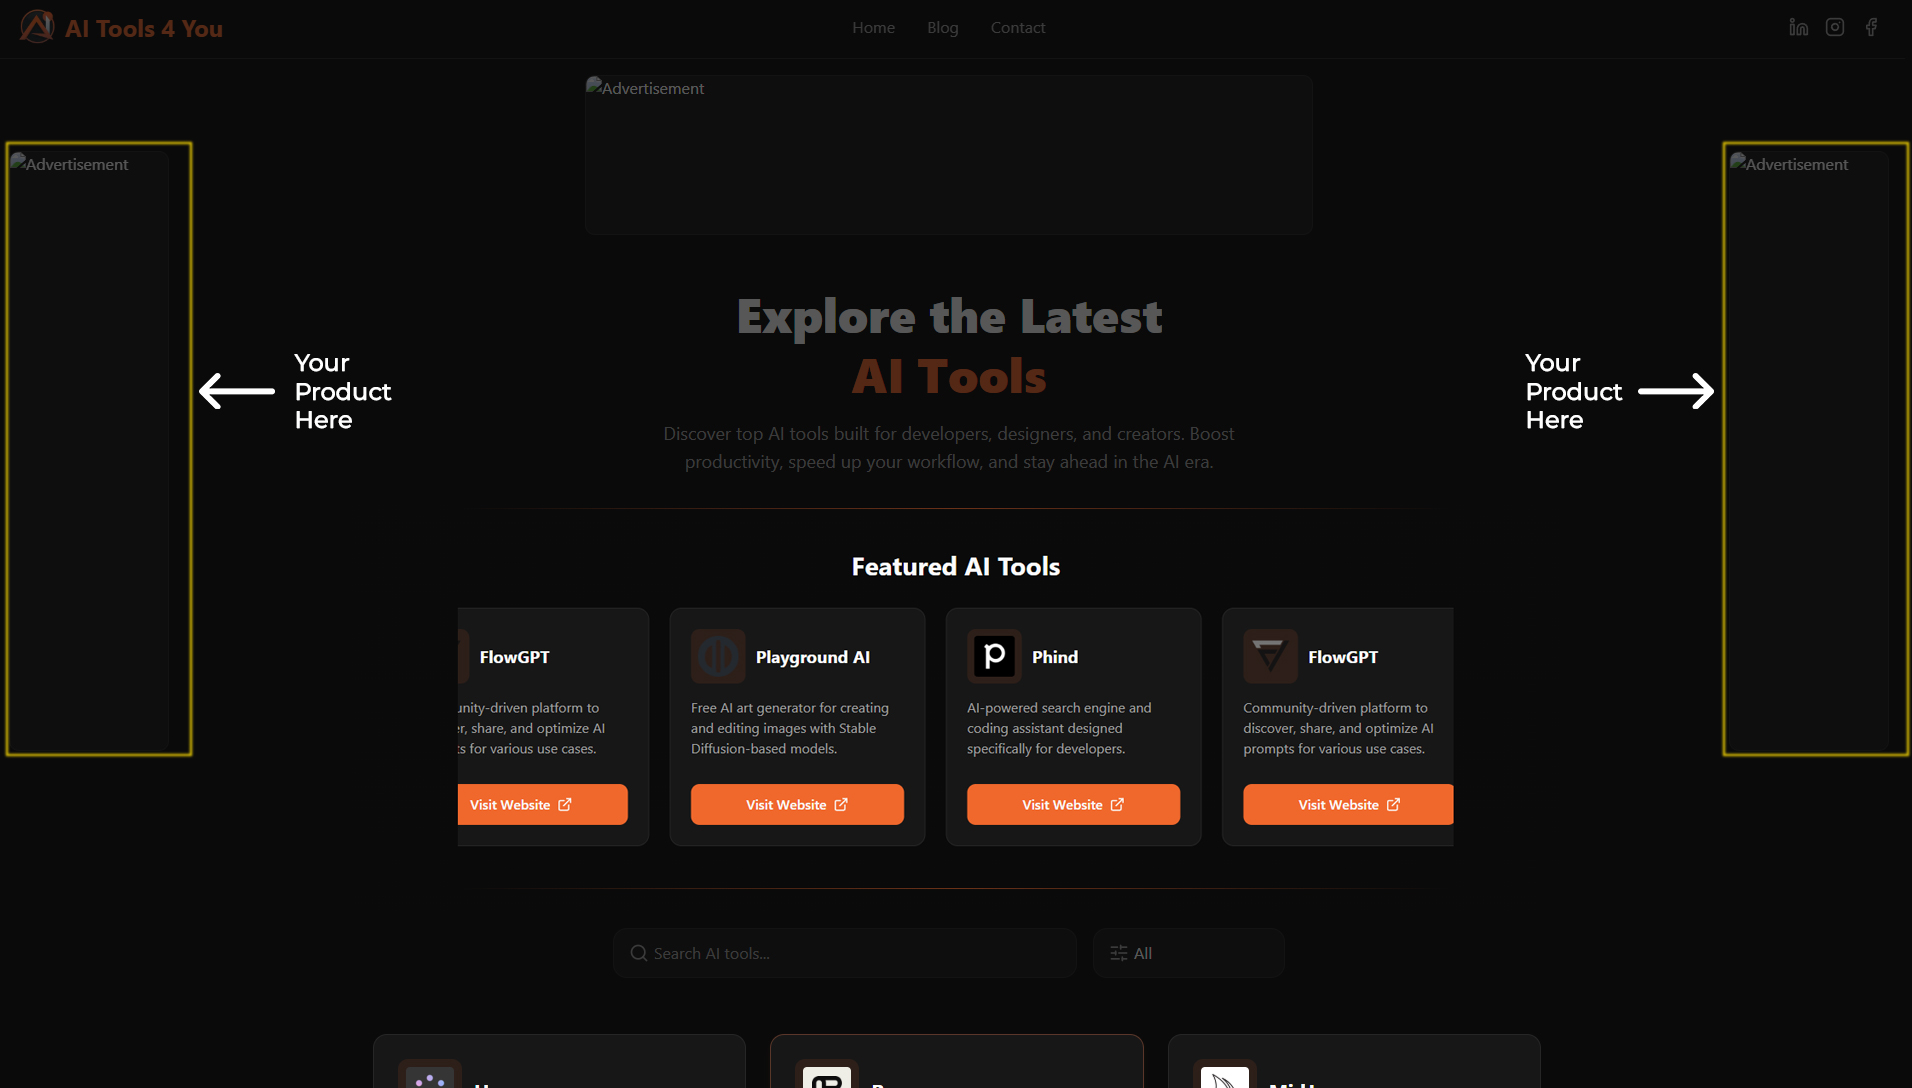 AI Tools 4 You
Home
Blog
Contact
Advertisement
Advertisement
Advertisement
Explore the Latest
AI Tools
Your
Product
Here
Your
Product
Here
Discover top AI tools built for developers, designers, and creators. Boost
productivity, speed up your workflow, and stay ahead in the AI era.
Featured AI Tools
FlowGPT
unity-driven platform to
er, share, and optimize AI
s for various use cases.
Visit Website
Playground AI
Free AI art generator for creating
and editing images with Stable
Diffusion-based models.
Visit Website
Phind
AI-powered search engine and
coding assistant designed
specifically for developers.
Visit Website
FlowGPT
Community-driven platform to
discover, share, and optimize AI
prompts for various use cases.
Visit Website
Search AI tools...
All